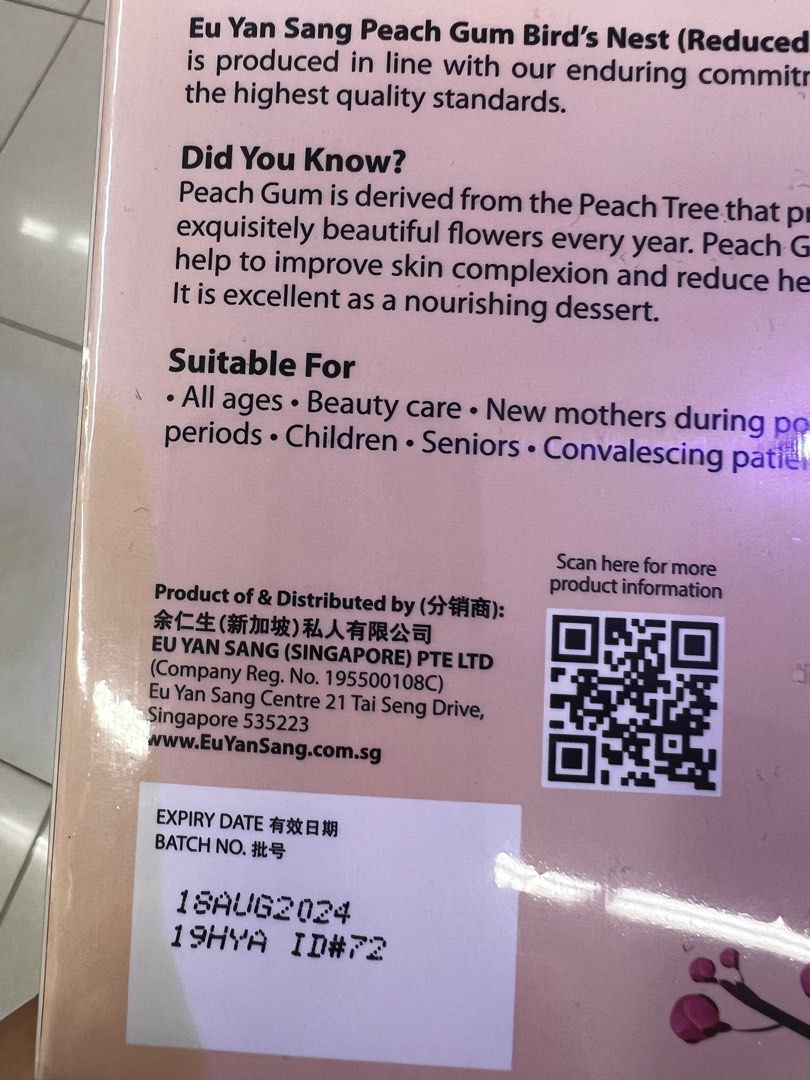 Eu Yan Sang Peach Gum Bird's Nest (Reduced
is produced in line with our enduring
the highest quality standards.
Did You Know?
Peach Gum is derived from the Peach Tree that
exquisitely beautiful flowers every year. Peach
help to improve skin complexion and reduce
It is excellent as a nourishing dessert.
Suitable For
• All ages • Beauty care • New mothers during
periods • Children • Seniors • Convalescing
Scan here for more
product information
Product of & Distributed by (分销商):
余仁生(新加坡)私人有限公司
EU YAN SANG (SINGAPORE) PTE LTD
(Company Reg. No. 195500108C)
Eu Yan Sang Centre 21 Tai Seng Drive,
Singapore 535223
www.EuYanSang.com.sg
EXPIRY DATE 有效日期
BATCH NO. 批号
18AUG2024
19HYA ID#72